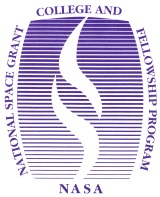 NATIONAL SPACE GRANT
COLLEGE AND
FELLOWSHIP PROGRAM
NASA